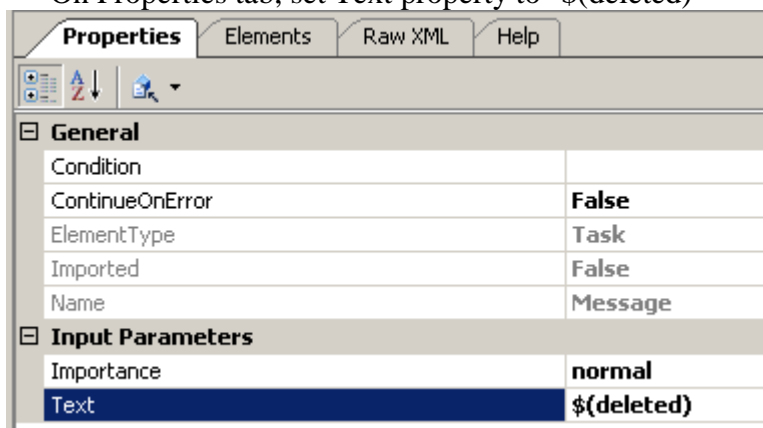 On Properties tab, set Text property to "$(deleted)"
Properties Elements Raw XML Help
General
Condition
ContinueOnError False
ElementType Task
Imported False
Name Message
Input Parameters
Importance normal
Text $(deleted)